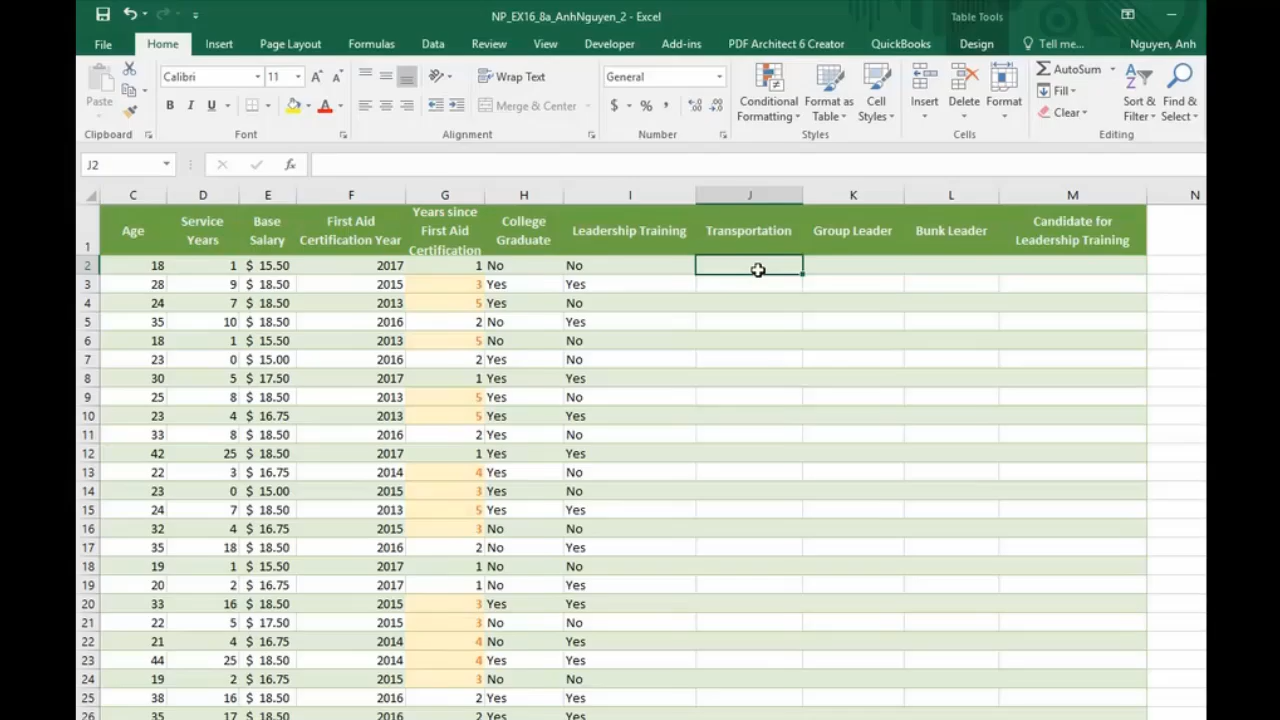 NP_EX16_8a_AnhNguyen_2 - Excel
Table Tools
File Home Insert Page Layout Formulas Data Review View Developer Add-ins PDF Architect 6 Creator QuickBooks Design Tell me... Nguyen, Anh
Paste
Calibri 11 A A
B I U A
Wrap Text
Merge & Center
General
$ % ,
Conditional Formatting
Format as Table
Cell Styles
Insert
Delete
Format
AutoSum
Fill
Clear
Sort & Filter
Find & Select
Clipboard Font Alignment Number Styles Cells Editing
J2 fx
C D E F G H I J K L M N
1 Age Service Years Base Salary First Aid Certification Year Years since First Aid Certification College Graduate Leadership Training Transportation Group Leader Bunk Leader Candidate for Leadership Training
2 18 1 $ 15.50 2017 1 No No
3 28 9 $ 18.50 2015 3 Yes Yes
4 24 7 $ 18.50 2013 5 Yes No
5 35 10 $ 18.50 2016 2 No Yes
6 18 1 $ 15.50 2013 5 No No
7 23 0 $ 15.00 2016 2 Yes No
8 30 5 $ 17.50 2017 1 Yes Yes
9 25 8 $ 18.50 2013 5 Yes No
10 23 4 $ 16.75 2013 5 Yes Yes
11 33 8 $ 18.50 2016 2 Yes No
12 42 25 $ 18.50 2017 1 Yes Yes
13 22 3 $ 16.75 2014 4 Yes No
14 23 0 $ 15.00 2015 3 Yes No
15 24 7 $ 18.50 2013 5 Yes Yes
16 32 4 $ 16.75 2015 3 No No
17 35 18 $ 18.50 2016 2 No Yes
18 19 1 $ 15.50 2017 1 No No
19 20 2 $ 16.75 2017 1 No Yes
20 33 16 $ 18.50 2015 3 Yes Yes
21 22 5 $ 17.50 2015 3 No No
22 21 4 $ 16.75 2014 4 No Yes
23 44 25 $ 18.50 2014 4 Yes Yes
24 19 2 $ 16.75 2015 3 No No
25 38 16 $ 18.50 2016 2 Yes Yes
26 35 17 $ 18.50 2016 2 Yes Yes